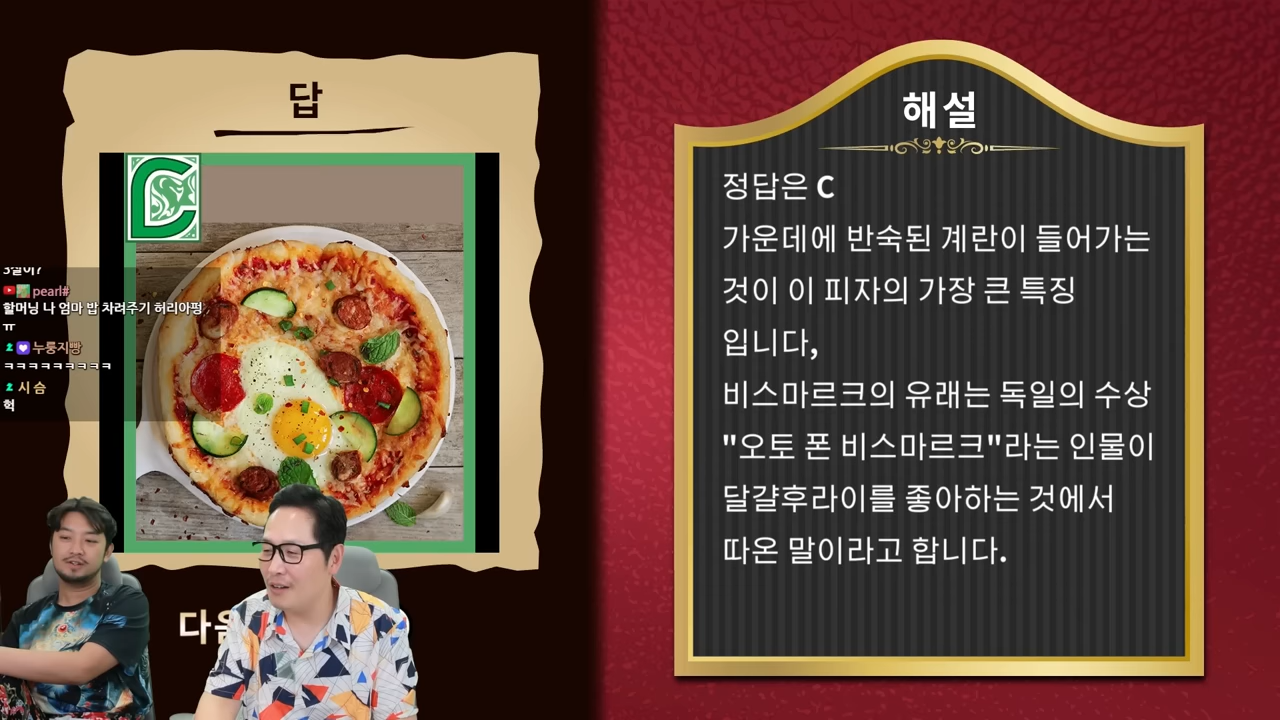 답
C
3살이?
pearl#
할머닝 나 엄마 밥 차려주기 허리아펑
ㅠ
누룽지빵
ㅋㅋㅋㅋㅋㅋㅋㅋㅋ
시 슴
헉
해설
정답은 C
가운데에 반숙된 계란이 들어가는
것이 이 피자의 가장 큰 특징
입니다,
비스마르크의 유래는 독일의 수상
"오토 폰 비스마르크"라는 인물이
달걀후라이를 좋아하는 것에서
따온 말이라고 합니다.